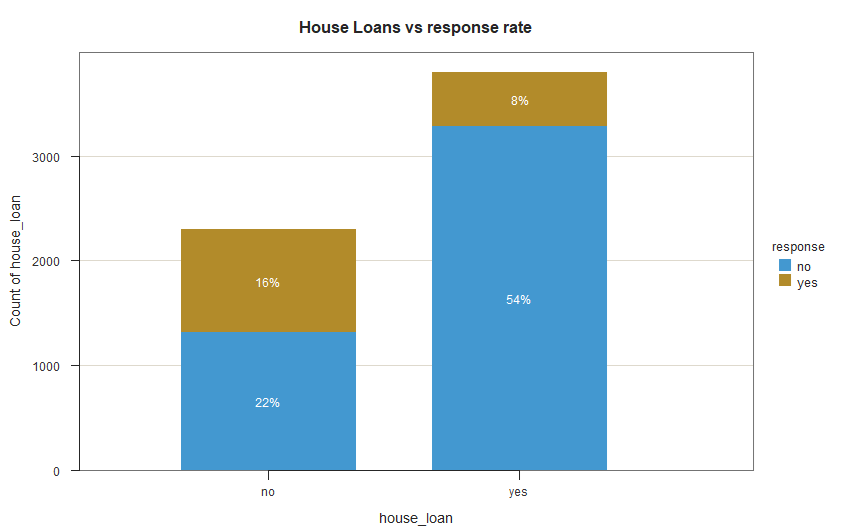 House Loans vs response rate
Count of house_loan
3000
2000
1000
0
16%
22%
8%
54%
no
yes
house_loan
response
no
yes